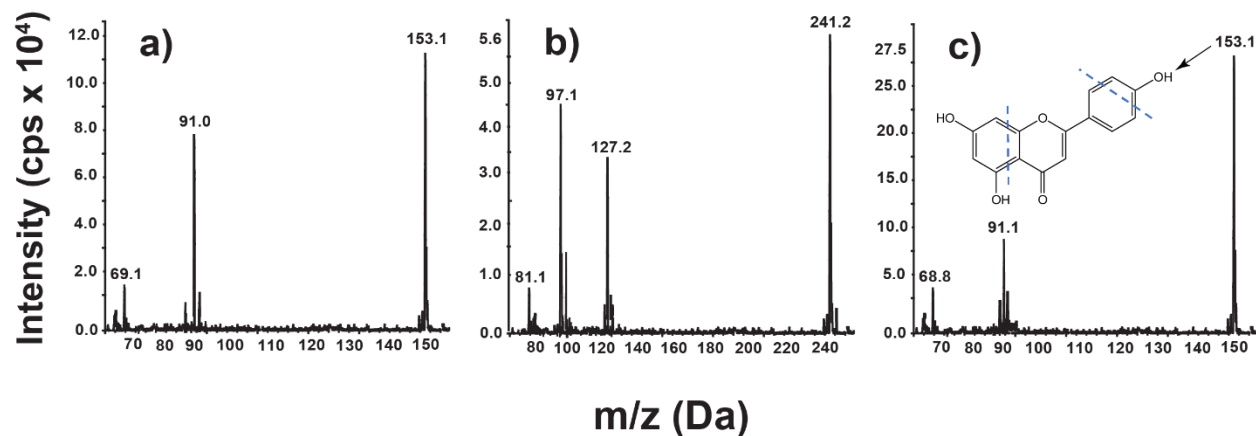 Intensity (cps x 10⁴)
a)
12.0
10.0
8.0
6.0
4.0
2.0
0.0
153.1
91.0
69.1
70 80 90 100 110 120 130 140 150
b)
5.6
5.0
4.0
3.0
2.0
1.0
0.0
241.2
97.1
127.2
81.1
80 100 120 140 160 180 200 220 240
c)
27.5
25.0
20.0
15.0
10.0
5.0
0.0
153.1
91.1
68.8
OH
HO
O
OH
O
70 80 90 100 110 120 130 150
m/z (Da)